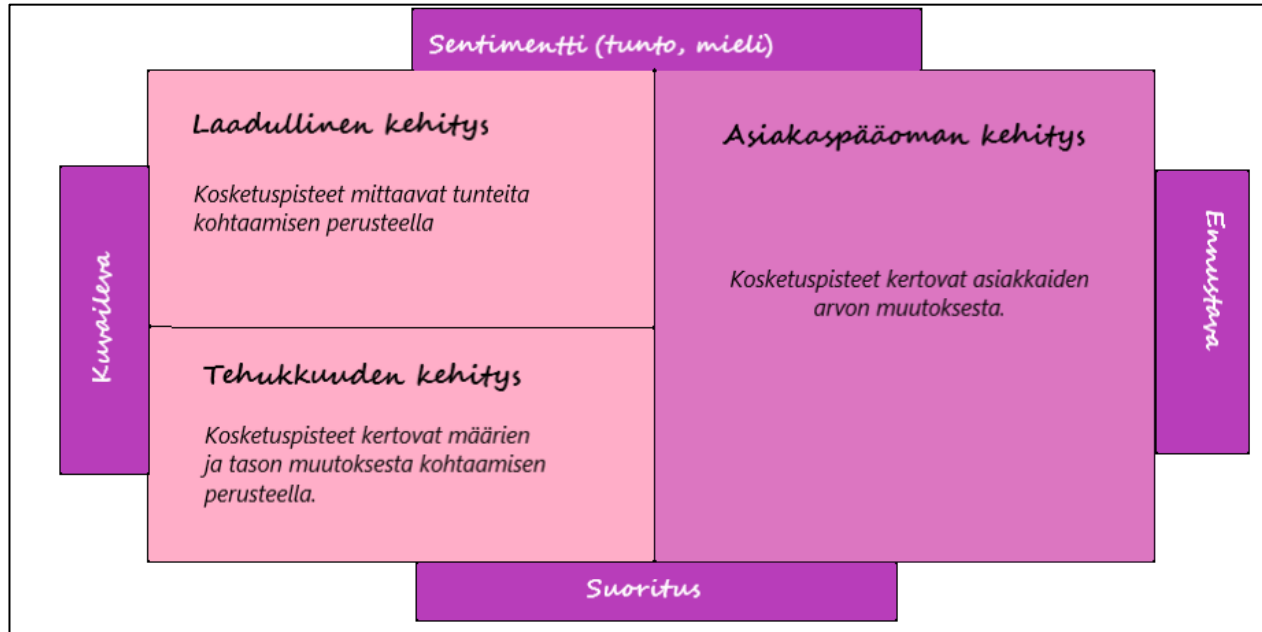 Sentimentti (tunto, mieli)
Laadullinen kehitys
Kosketuspisteet mittaavat tunteita
kohtaamisen perusteella
Asiakaspääoman kehitys
Kosketuspisteet kertovat asiakkaiden
arvon muutoksesta.
Kuvaileva
Ennustava
Tehukkuuden kehitys
Kosketuspisteet kertovat määrien
ja tason muutoksesta kohtaamisen
perusteella.
Suoritus